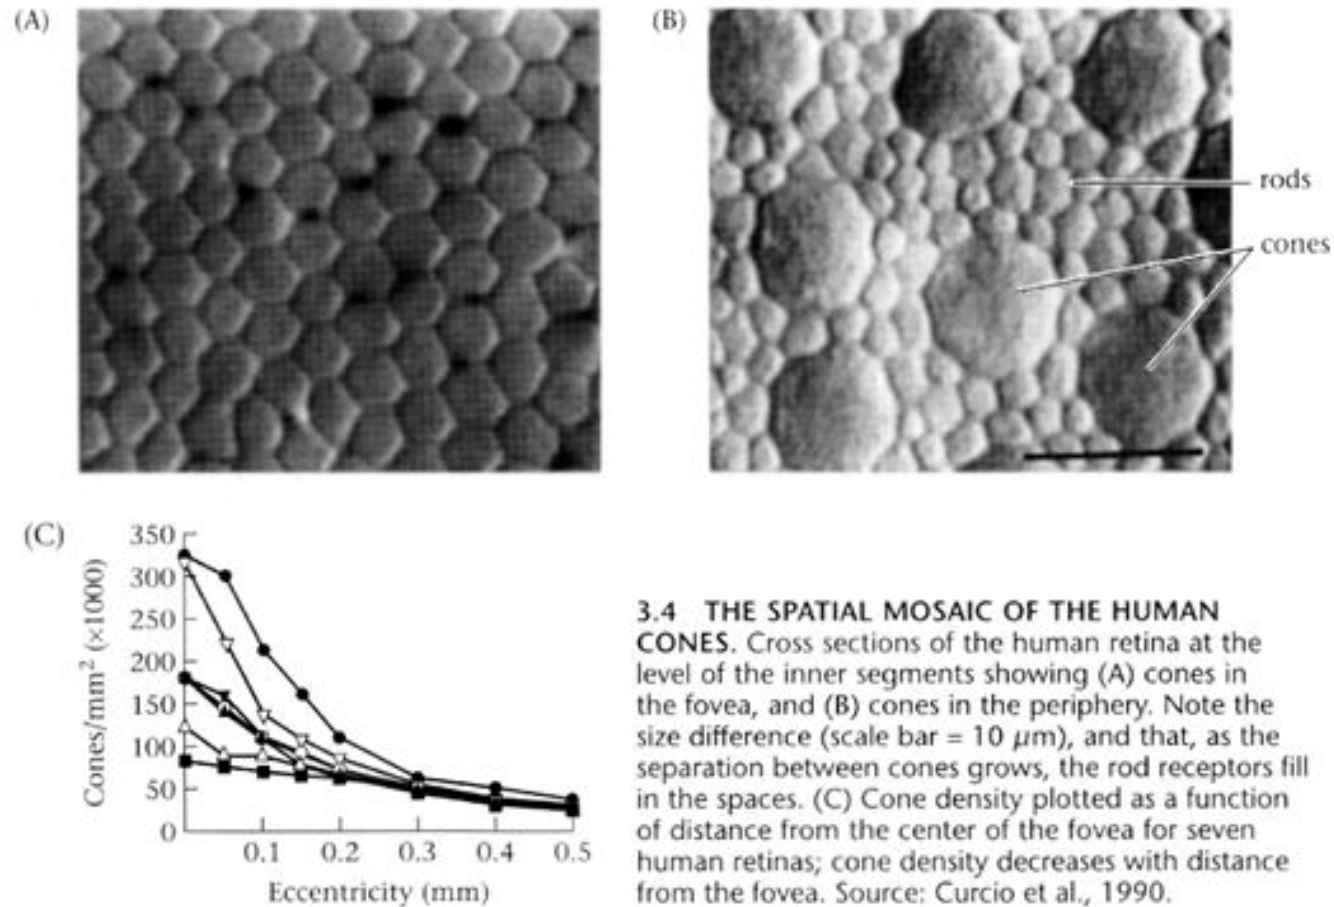 (A)
(B)
rods
cones
(C)
Cones/mm² (×1000)
350
300
250
200
150
100
50
0
0.1 0.2 0.3 0.4 0.5
Eccentricity (mm)
3.4 THE SPATIAL MOSAIC OF THE HUMAN
CONES. Cross sections of the human retina at the
level of the inner segments showing (A) cones in
the fovea, and (B) cones in the periphery. Note the
size difference (scale bar = 10 μm), and that, as the
separation between cones grows, the rod receptors fill
in the spaces. (C) Cone density plotted as a function
of distance from the center of the fovea for seven
human retinas; cone density decreases with distance
from the fovea. Source: Curcio et al., 1990.